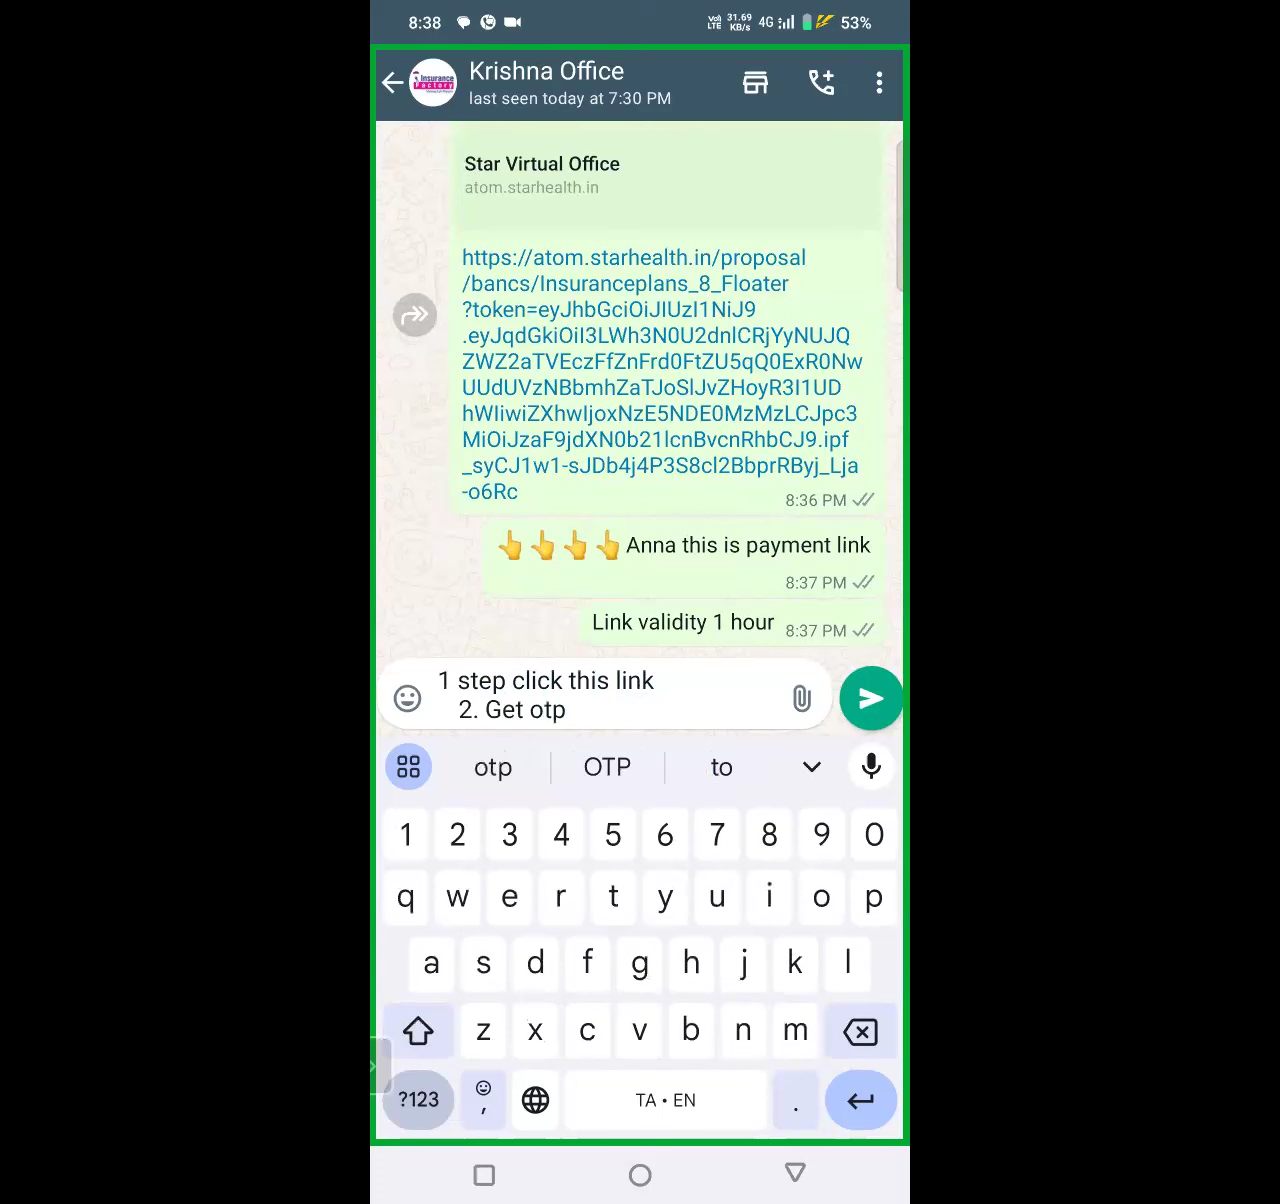 8:38
Vo) LTE 31.69 KB/s 4G 53%
Insurance Factory
Krishna Office
last seen today at 7:30 PM
Star Virtual Office
atom.starhealth.in
https://atom.starhealth.in/proposal
/bancs/Insuranceplans_8_Floater
?token=eyJhbGciOiJIUzI1NiJ9
.eyJqdGkiOiI3LWh3N0U2dnlCRjYyNUJQ
ZWZ2aTVEczFfZnFrd0FtZU5qQ0ExR0Nw
UUdUVzNBbmhZaTJoSlJvZHoyR3I1UD
hWIiwiZXhwIjoxNzE5NDE0MzMzLCJpc3
MiOiJzaF9jdXN0b21lcnBvcnRhbCJ9.ipf
_syCJ1w1-sJDb4j4P3S8cl2BbprRByj_Lja
-o6Rc
8:36 PM
👆👆👆👆Anna this is payment link
8:37 PM
Link validity 1 hour 8:37 PM
1 step click this link
2. Get otp
otp OTP to
1 2 3 4 5 6 7 8 9 0
q w e r t y u i o p
a s d f g h j k l
z x c v b n m
?123 , TA • EN .